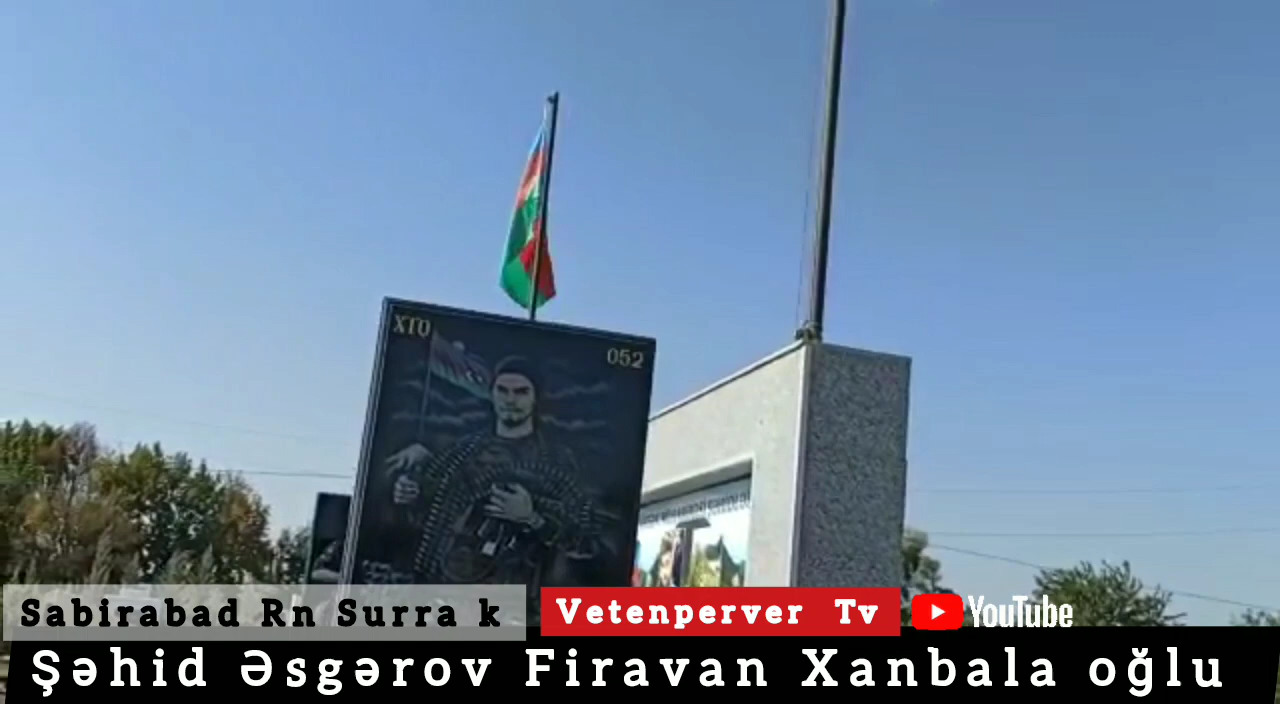 XTQ
052
Sabirabad Rn Surra k
Vetenperver Tv
YouTube
Şəhid Əsgərov Firavan Xanbala oğlu